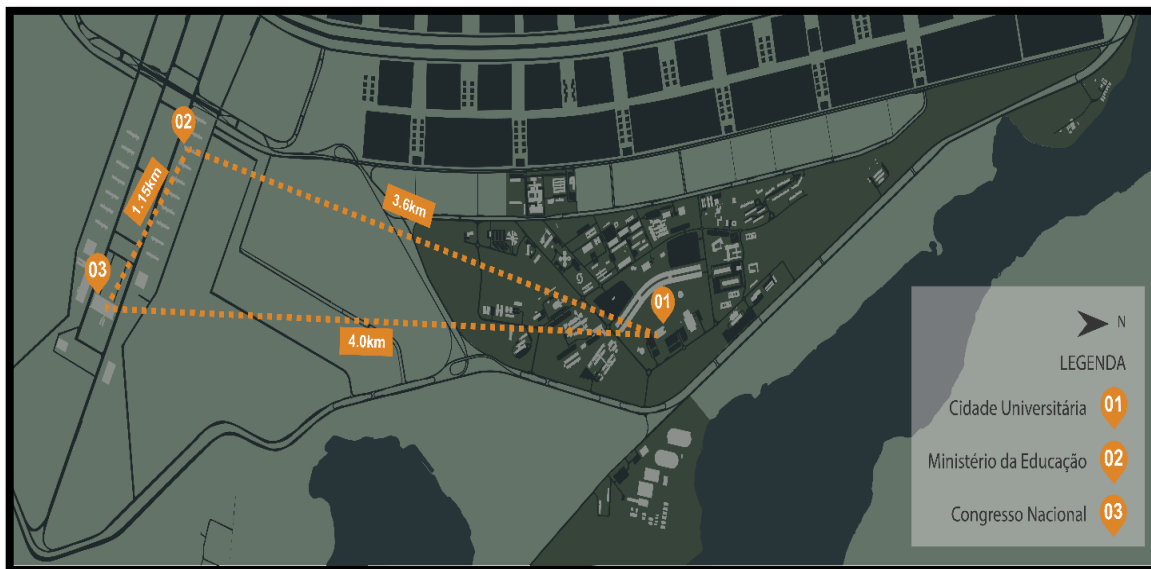 02
1.15km
3.6km
03
01
4.0km
N
LEGENDA
Cidade Universitária 01
Ministério da Educação 02
Congresso Nacional 03